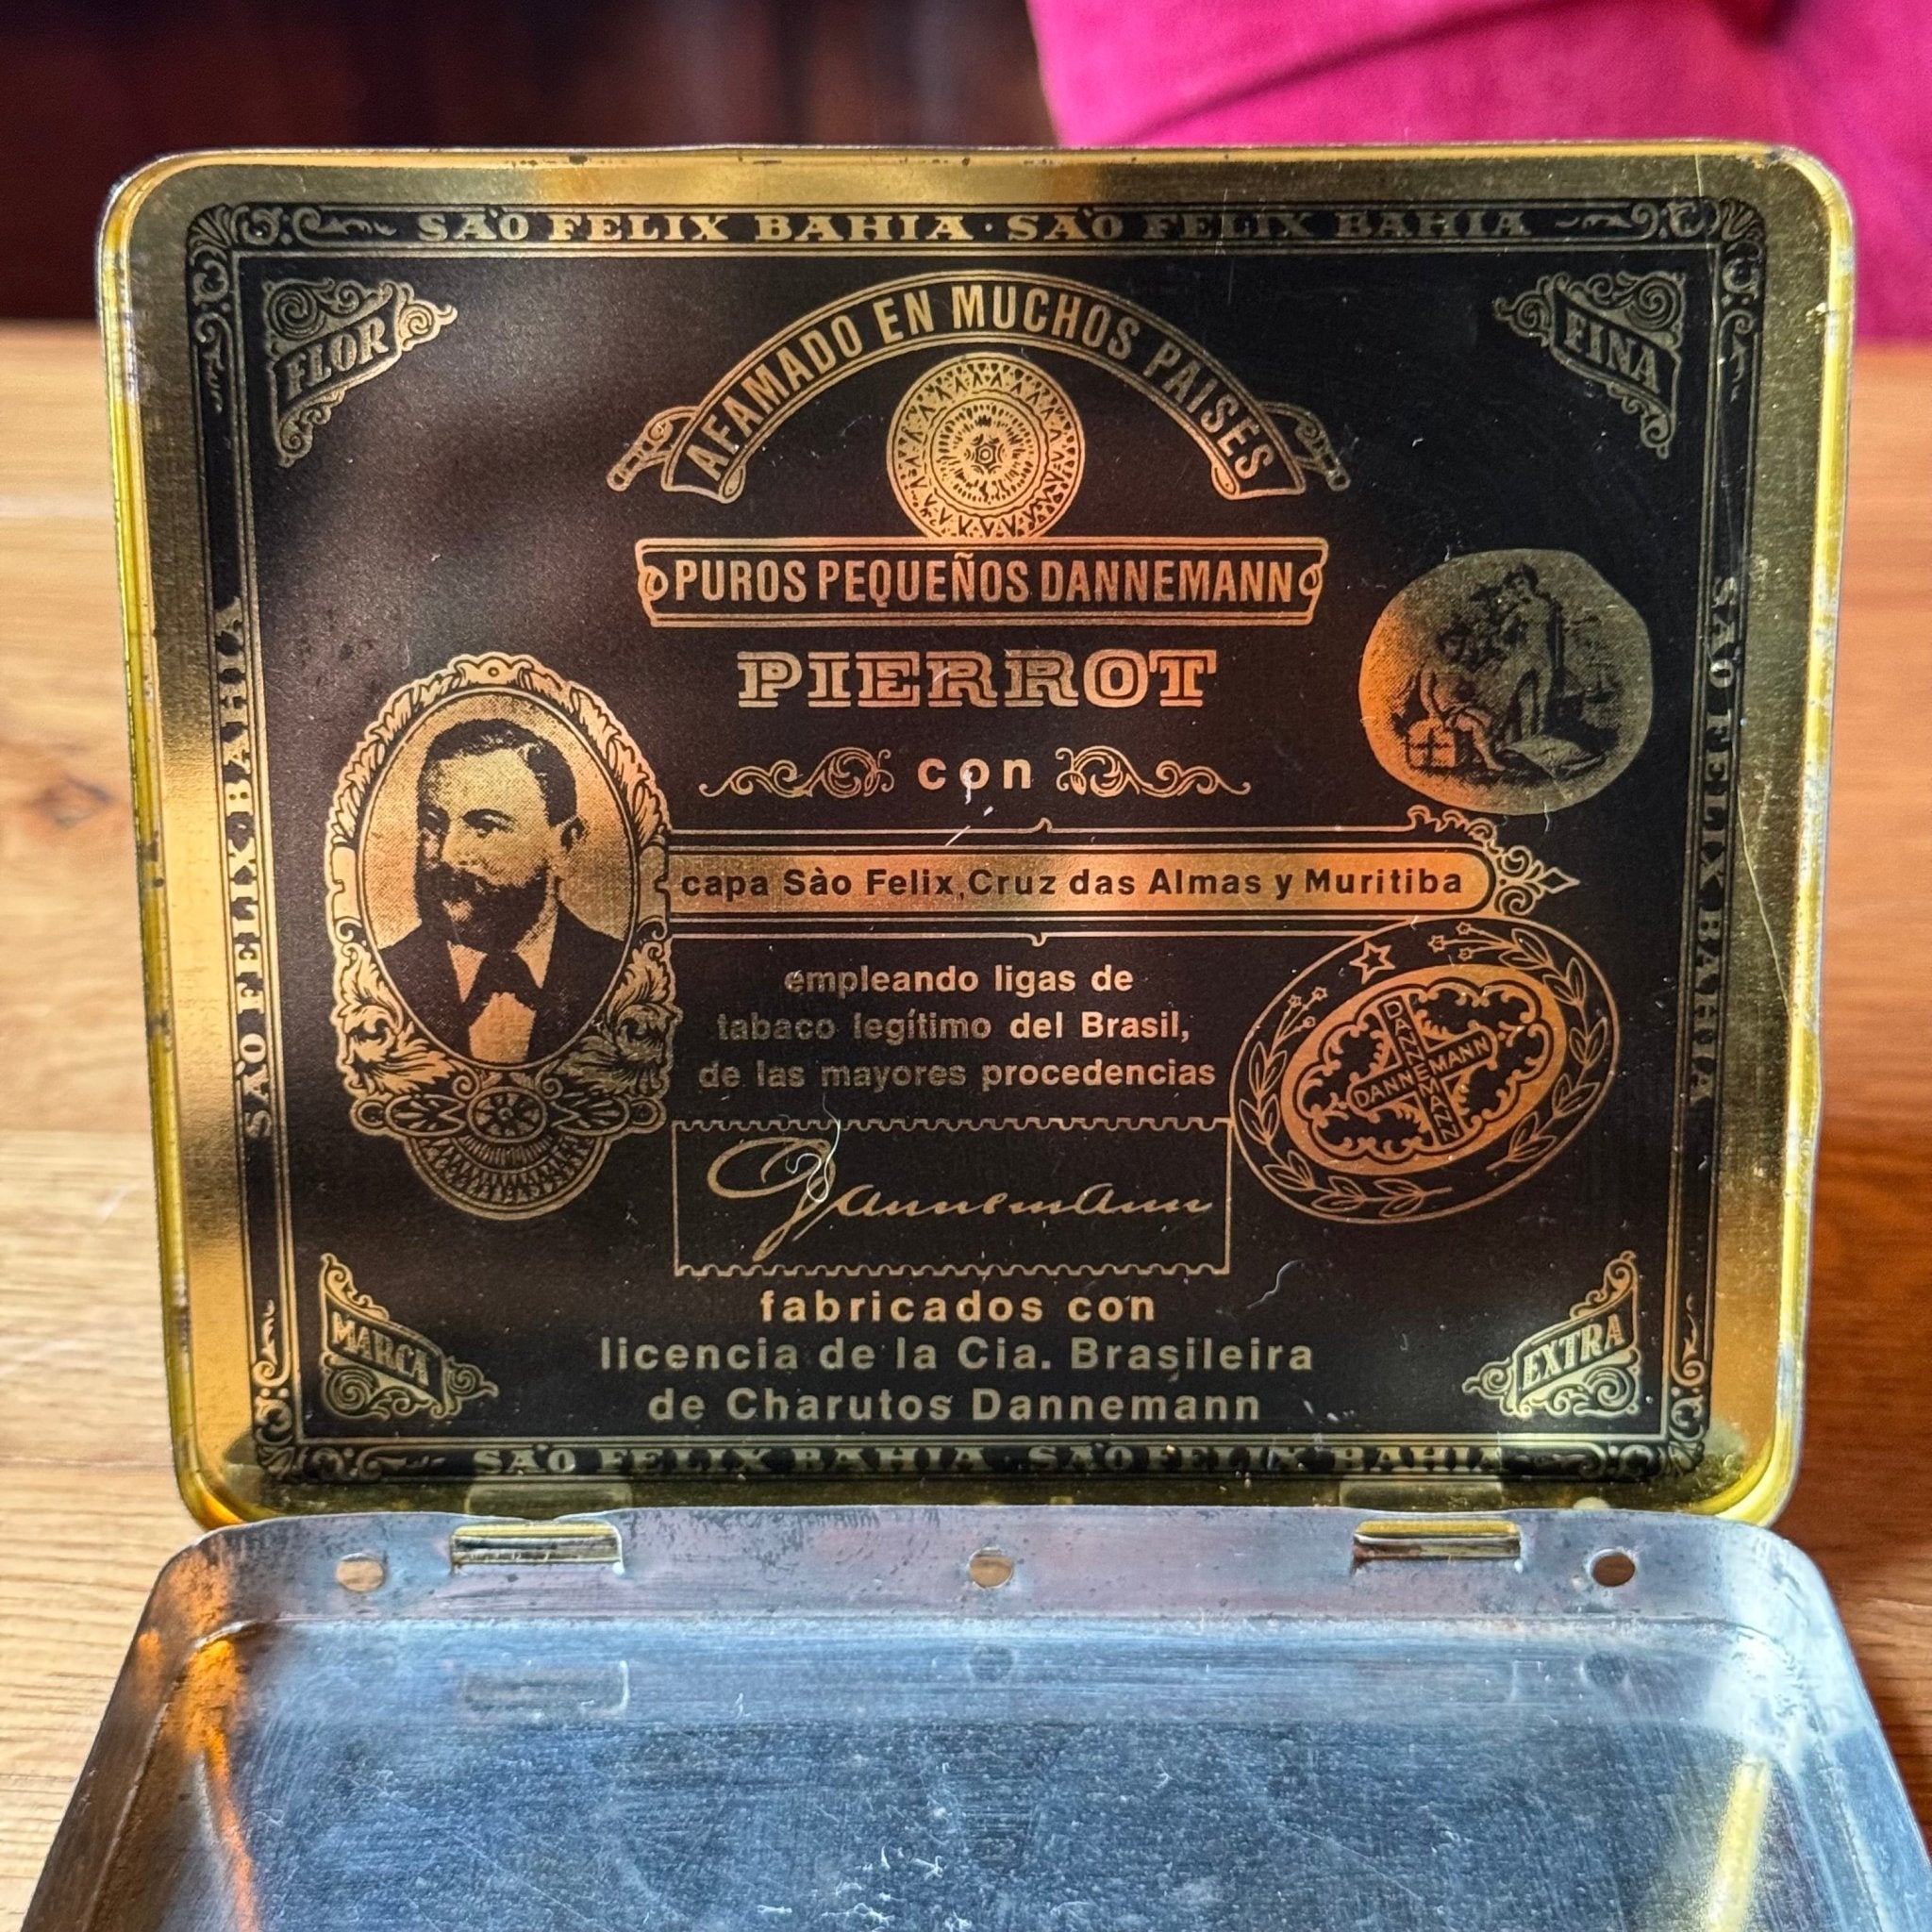 SÃO FELIX BAHIA · SÃO FELIX BAHIA
FLOR
FINA
AFAMADO EN MUCHOS PAISES
PUROS PEQUEÑOS DANNEMANN
PIERROT
con
capa Sào Felix, Cruz das Almas y Muritiba
empleando ligas de
tabaco legítimo del Brasil,
de las mayores procedencias
DANNEMANN
DANNEMANN
Dannemann
fabricados con
licencia de la Cia. Brasileira
de Charutos Dannemann
MARCA
EXTRA
SÃO FELIX BAHIA
SÃO FELIX BAHIA
SÃO FELIX BAHIA · SÃO FELIX BAHIA